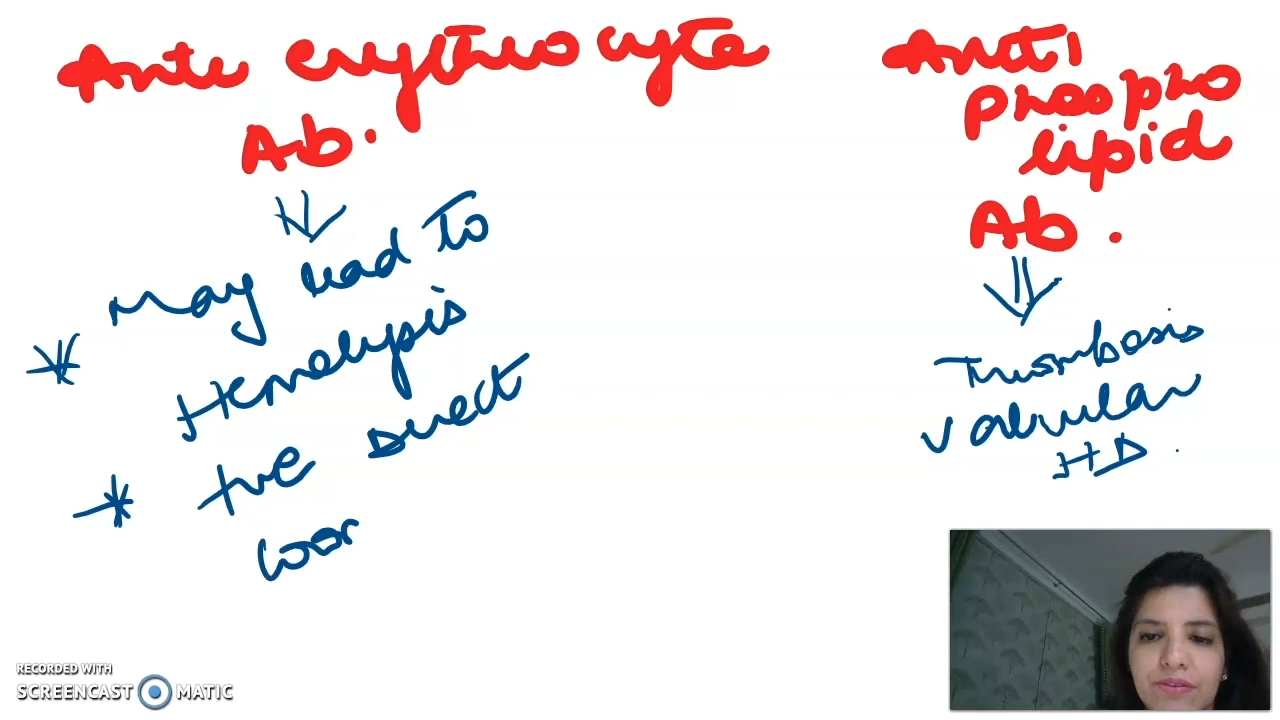 Anti erythrocyte
Ab.
May lead to
Hemolysis
+ve Direct
Coom
Anti
phospho
lipid
Ab.
Thrombosis
Valvular
HD.
RECORDED WITH
SCREENCAST MATIC